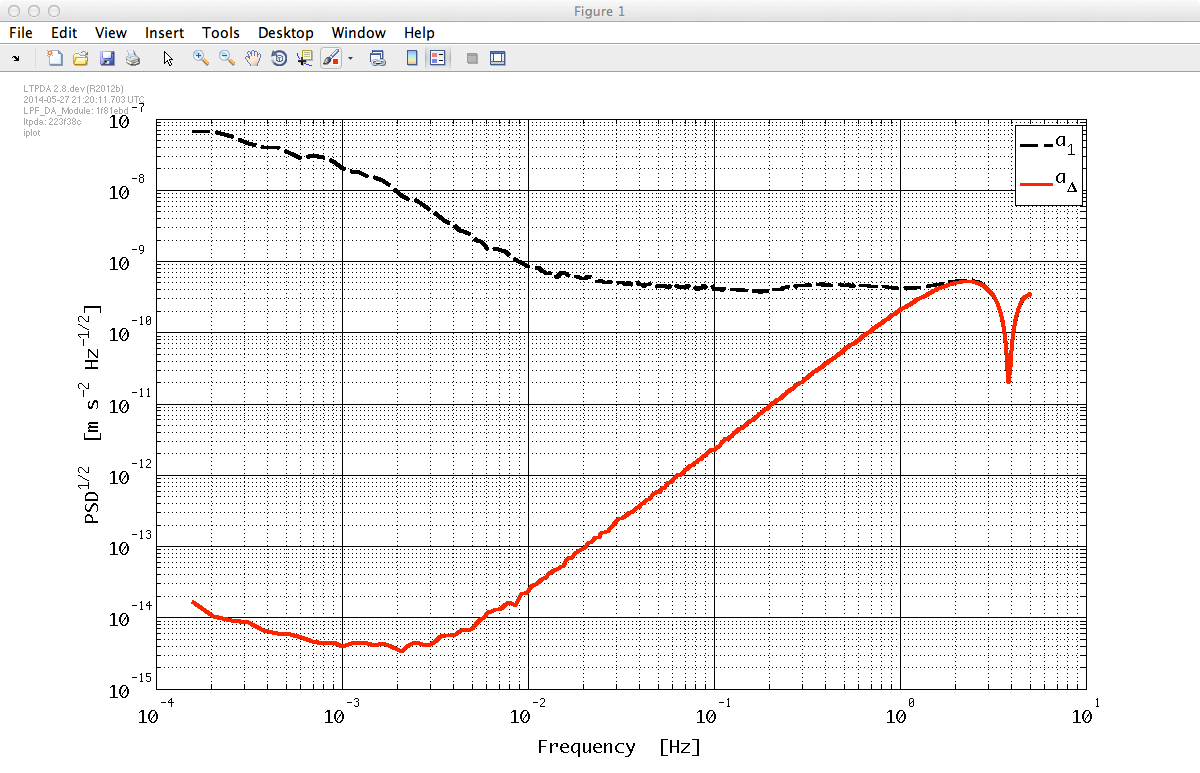 Figure 1
File Edit View Insert Tools Desktop Window Help
LTPDA 2.8.dev (R2012b)
2014-05-27 21:20:11.703 UTC
LPF_DA_Module: 1f81ebd
ltpda: 223f38c
iplot
10^-7
10^-8
10^-9
10^-10
10^-11
10^-12
10^-13
10^-14
10^-15
PSD^1/2 [m s^-2 Hz^-1/2]
a_1
a_Δ
10^-4 10^-3 10^-2 10^-1 10^0 10^1
Frequency [Hz]